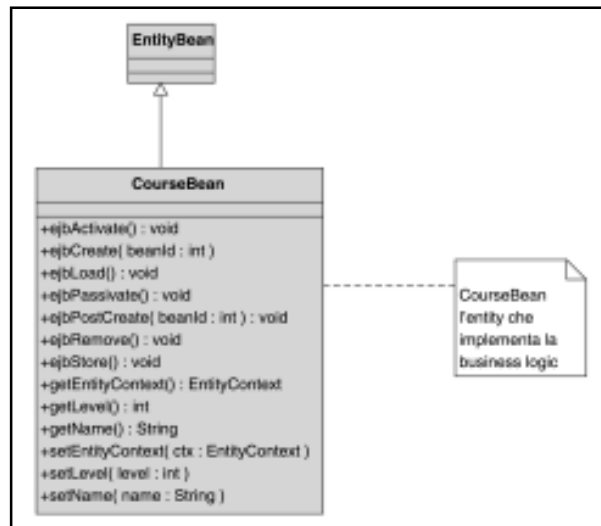 EntityBean
CourseBean
+ejbActivate() : void
+ejbCreate( beanId : int )
+ejbLoad() : void
+ejbPassivate() : void
+ejbPostCreate( beanId : int ) : void
+ejbRemove() : void
+ejbStore() : void
+getEntityContext() : EntityContext
+getLevel() : int
+getName() : String
+setEntityContext( ctx : EntityContext )
+setLevel( level : int )
+setName( name : String )
CourseBean
l'entity che
implementa la
business logic